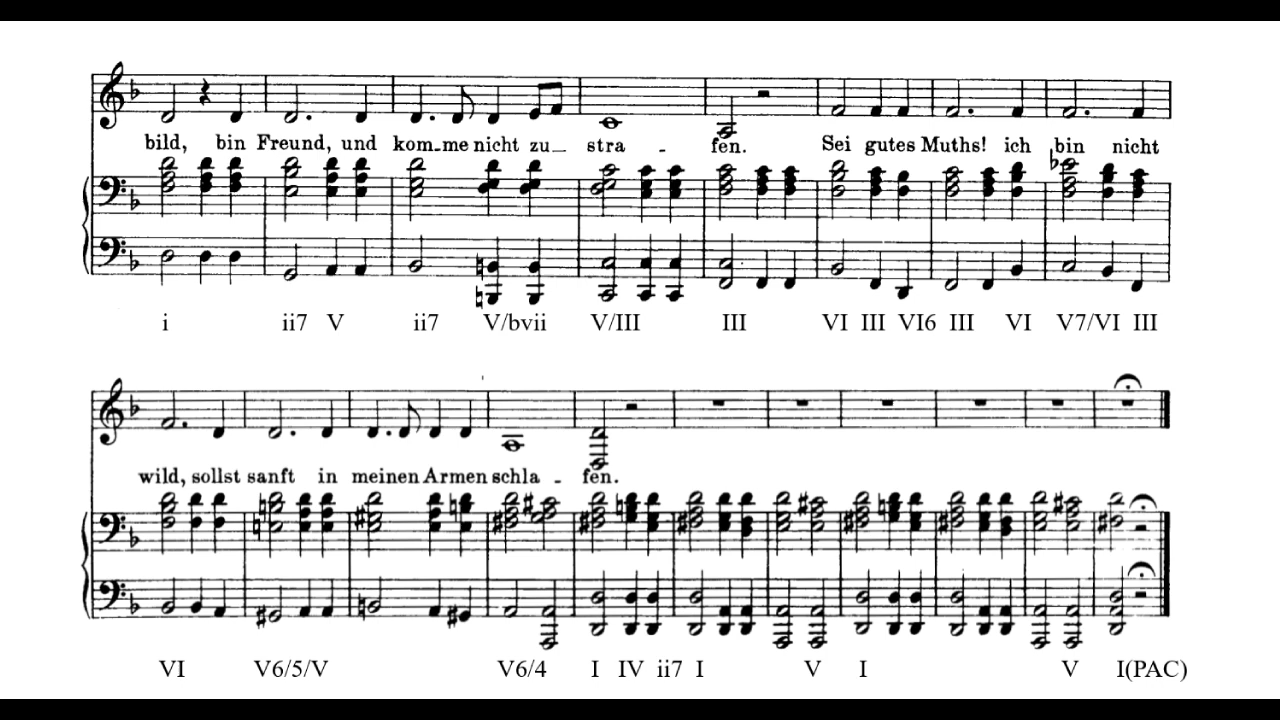 bild, bin Freund, und kom-me nicht zu- stra - fen. Sei gutes Muths! ich bin nicht
i ii7 V ii7 V/bvii V/III III VI III VI6 III VI V7/VI III
wild, sollst sanft in meinen Armen schla - fen.
VI V6/5/V V6/4 I IV ii7 I V I V I(PAC)